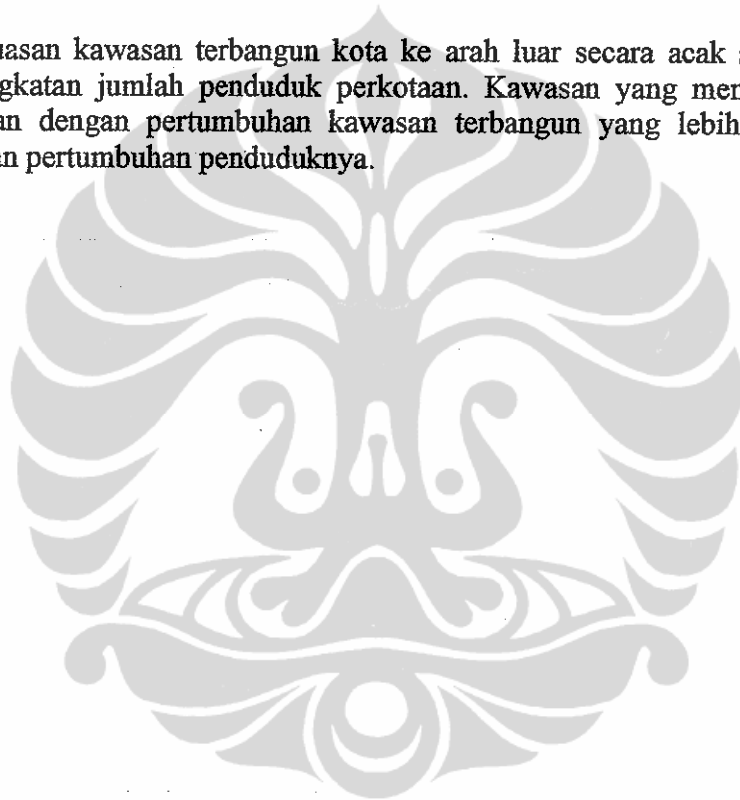 uasan kawasan terbangun kota ke arah luar secara acak
gkatan jumlah penduduk perkotaan. Kawasan yang men
an dengan pertumbuhan kawasan terbangun yang lebih
an pertumbuhan penduduknya.